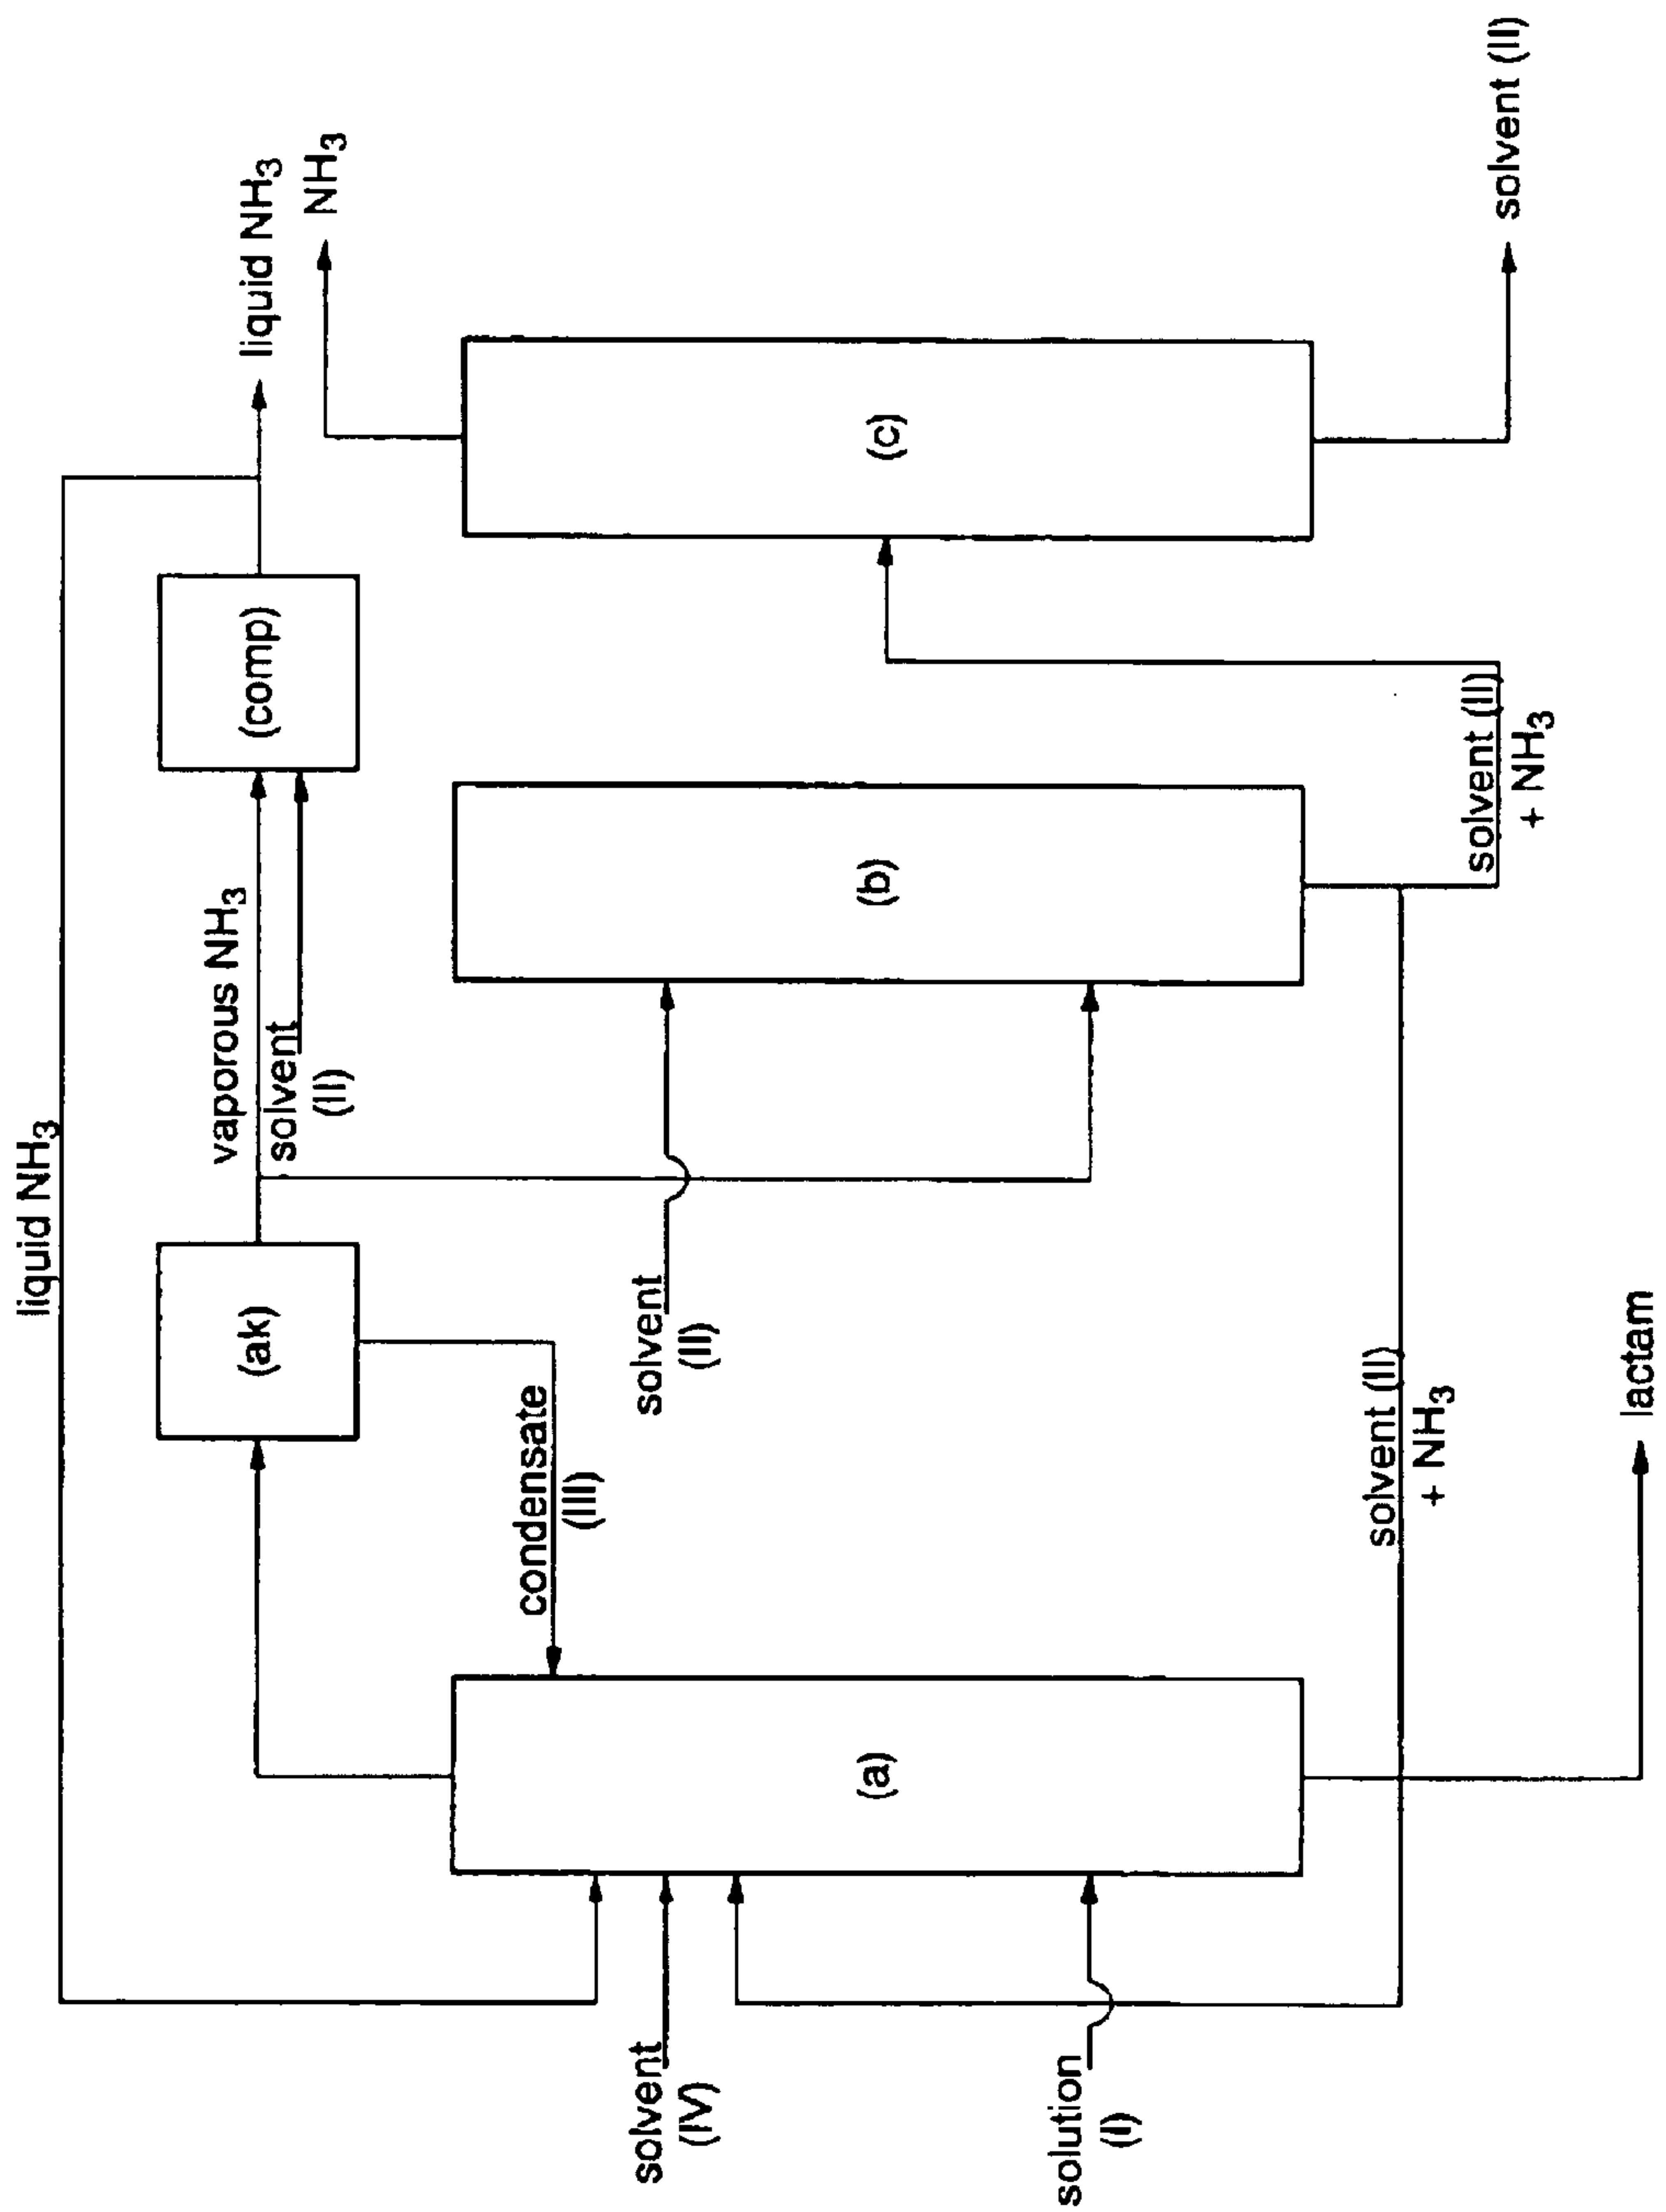 liquid NH3
vaporous NH3
solvent
(II)
liquid NH3
NH3
(ak)
(comp)
condensate
(III)
solvent
(IV)
solvent
(II)
(a)
(b)
(c)
solution
(I)
solvent (II)
+ NH3
solvent (II)
+ NH3
solvent (II)
lactam